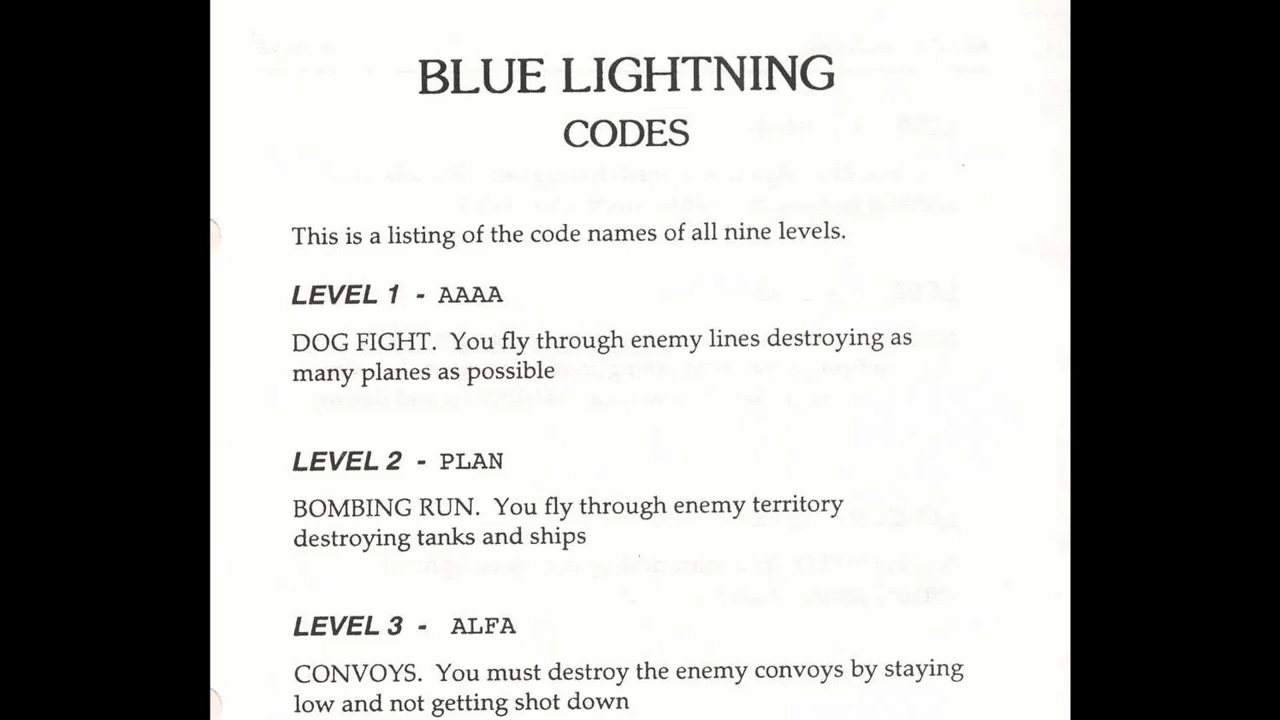 BLUE LIGHTNING
CODES
This is a listing of the code names of all nine levels.
LEVEL 1 - AAAA
DOG FIGHT.  You fly through enemy lines destroying as
many planes as possible
LEVEL 2 - PLAN
BOMBING RUN.  You fly through enemy territory
destroying tanks and ships
LEVEL 3 -  ALFA
CONVOYS.  You must destroy the enemy convoys by staying
low and not getting shot down